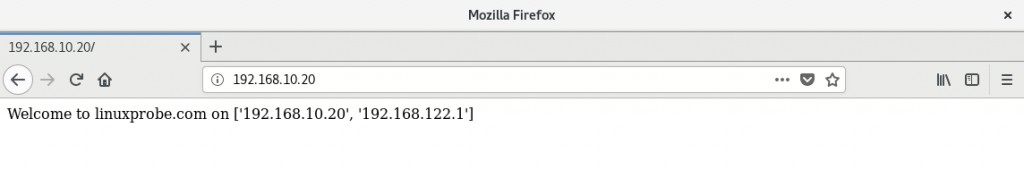 Mozilla Firefox
192.168.10.20/
192.168.10.20
Welcome to linuxprobe.com on ['192.168.10.20', '192.168.122.1']